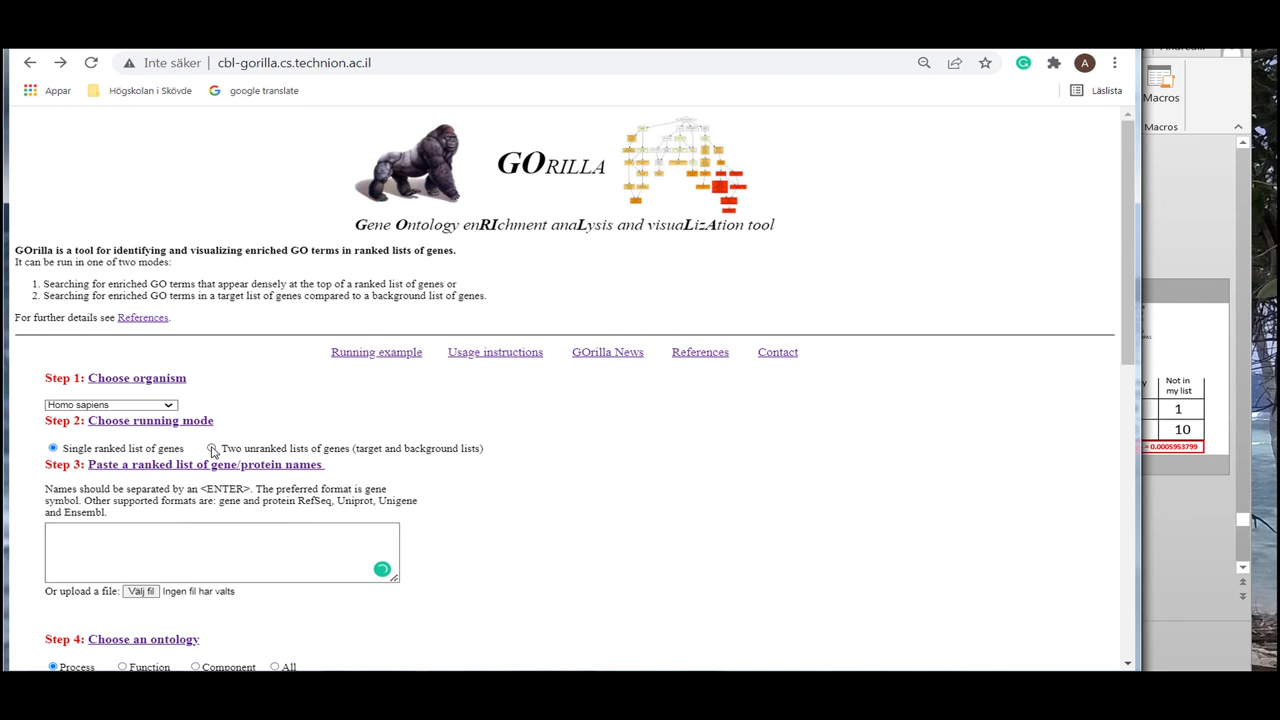 Inte säker cbl-gorilla.cs.technion.ac.il
Appar Högskolan i Skövde google translate Läslista
Macros
Macros
GORILLA
Gene Ontology enRIchment anaLysis and visuaLizAtion tool
GOrilla is a tool for identifying and visualizing enriched GO terms in ranked lists of genes.
It can be run in one of two modes:
1. Searching for enriched GO terms that appear densely at the top of a ranked list of genes or
2. Searching for enriched GO terms in a target list of genes compared to a background list of genes.
For further details see References.
Running example Usage instructions GOrilla News References Contact
Step 1: Choose organism
Homo sapiens
Step 2: Choose running mode
Single ranked list of genes Two unranked lists of genes (target and background lists)
Step 3: Paste a ranked list of gene/protein names
Names should be separated by an <ENTER>. The preferred format is gene
symbol. Other supported formats are: gene and protein RefSeq, Uniprot, Unigene
and Ensembl.
Or upload a file: Välj fil Ingen fil har valts
Step 4: Choose an ontology
Process Function Component All
Not in
my list
1
10
= 0.0005953799